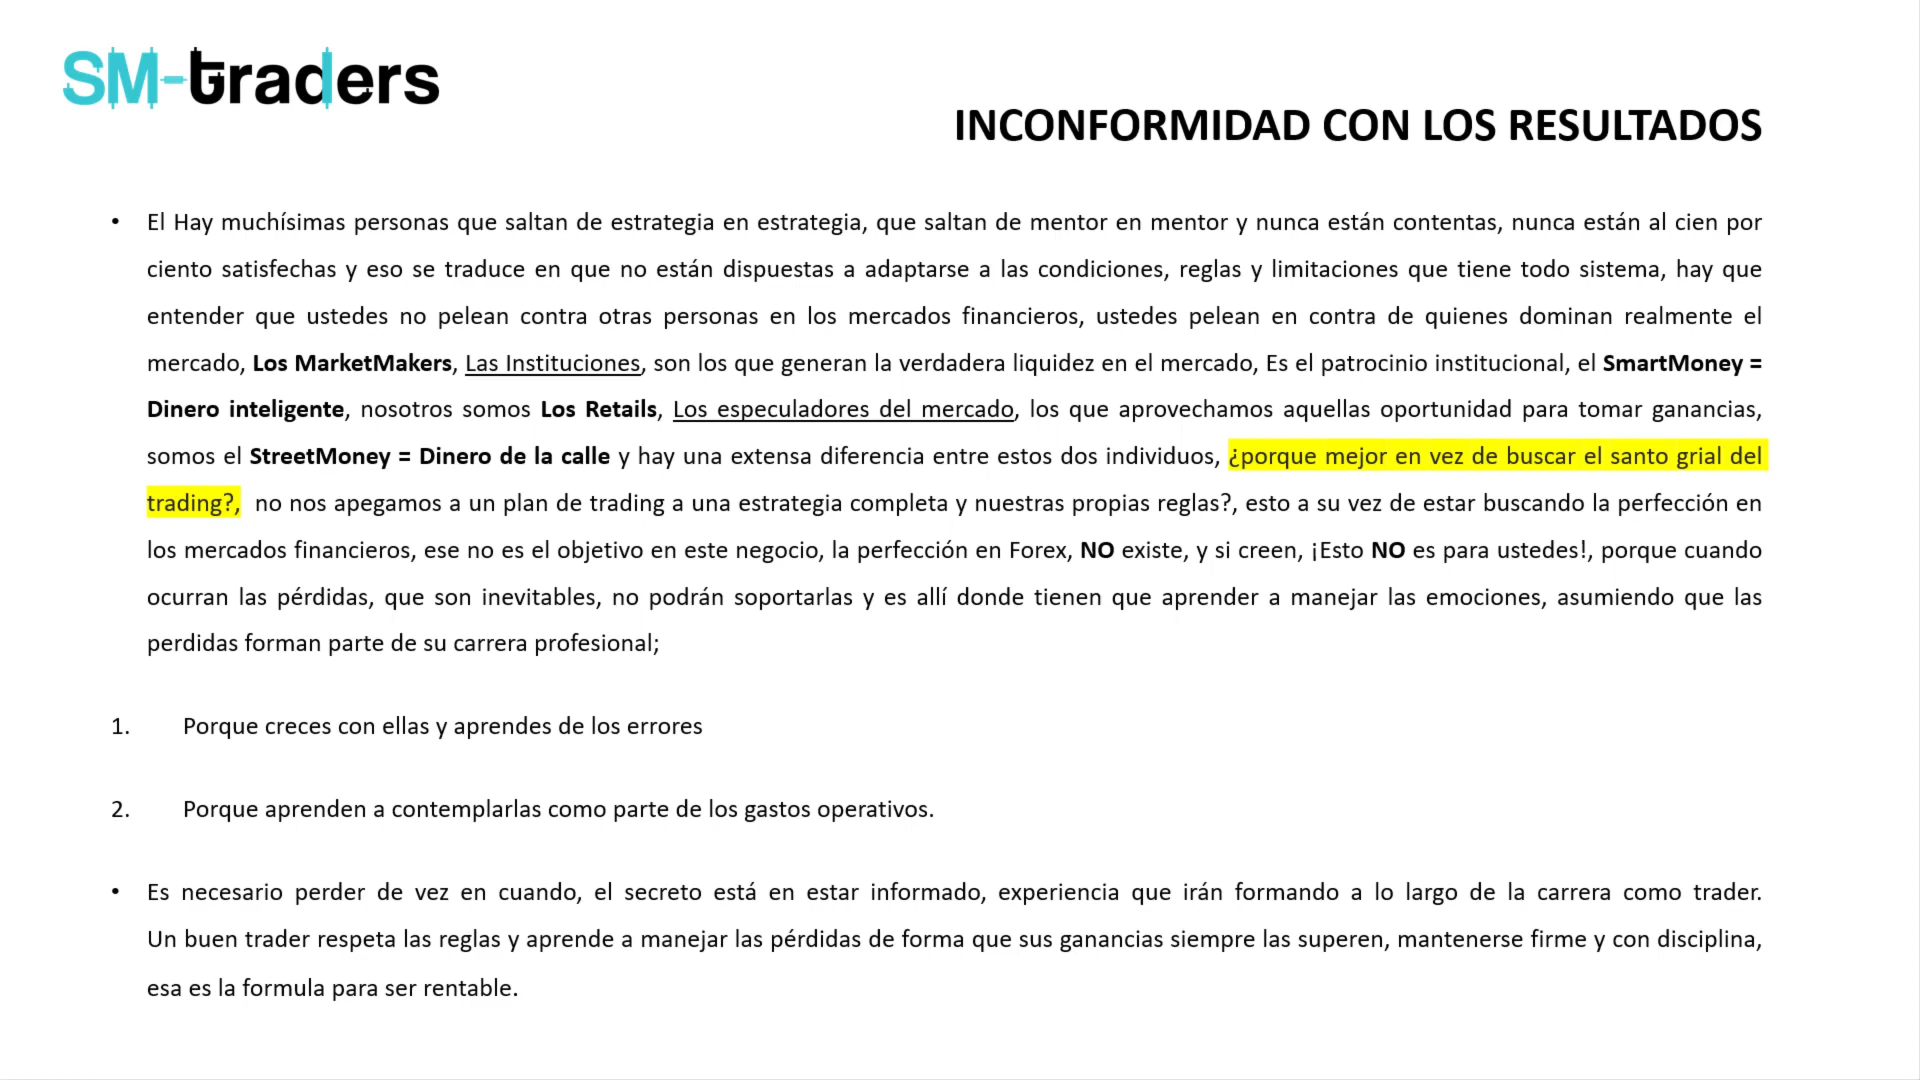 SM-traders
INCONFORMIDAD CON LOS RESULTADOS
• El Hay muchísimas personas que saltan de estrategia en estrategia, que saltan de mentor en mentor y nunca están contentas, nunca están al cien por
ciento satisfechas y eso se traduce en que no están dispuestas a adaptarse a las condiciones, reglas y limitaciones que tiene todo sistema, hay que
entender que ustedes no pelean contra otras personas en los mercados financieros, ustedes pelean en contra de quienes dominan realmente el
mercado, Los MarketMakers, Las Instituciones, son los que generan la verdadera liquidez en el mercado, Es el patrocinio institucional, el SmartMoney =
Dinero inteligente, nosotros somos Los Retails, Los especuladores del mercado, los que aprovechamos aquellas oportunidad para tomar ganancias,
somos el StreetMoney = Dinero de la calle y hay una extensa diferencia entre estos dos individuos, ¿porque mejor en vez de buscar el santo grial del
trading?, no nos apegamos a un plan de trading a una estrategia completa y nuestras propias reglas?, esto a su vez de estar buscando la perfección en
los mercados financieros, ese no es el objetivo en este negocio, la perfección en Forex, NO existe, y si creen, ¡Esto NO es para ustedes!, porque cuando
ocurran las pérdidas, que son inevitables, no podrán soportarlas y es allí donde tienen que aprender a manejar las emociones, asumiendo que las
perdidas forman parte de su carrera profesional;
1. Porque creces con ellas y aprendes de los errores
2. Porque aprenden a contemplarlas como parte de los gastos operativos.
• Es necesario perder de vez en cuando, el secreto está en estar informado, experiencia que irán formando a lo largo de la carrera como trader.
Un buen trader respeta las reglas y aprende a manejar las pérdidas de forma que sus ganancias siempre las superen, mantenerse firme y con disciplina,
esa es la formula para ser rentable.